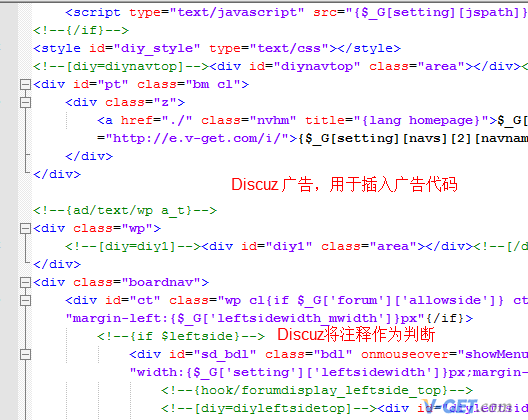 <script type="text/javascript" src="{$_G[setting][jspath]}
<!--{/if}-->
<style id="diy_style" type="text/css"></style>
<!--[diy=diynavtop]--><div id="diynavtop" class="area"></div><
<div id="pt" class="bm cl">
<div class="z">
<a href="./" class="nvhm" title="{lang homepage}">$_G[
="http://e.v-get.com/i/">{$_G[setting][navs][2][navnam
</div>
</div>
Discuz 广告，用于插入广告代码
<!--{ad/text/wp a_t}-->
<div class="wp">
<!--[diy=diy1]--><div id="diy1" class="area"></div><!--[/d
</div>
<div class="boardnav">
<div id="ct" class="wp cl{if $_G['forum']['allowside']} ct
"margin-left:{$_G['leftsidewidth_mwidth']}px"{/if}>
<!--{if $leftside}--> Discuz将注释作为判断
<div id="sd_bdl" class="bdl" onmouseover="showMenu
"width:{$_G['setting']['leftsidewidth']}px;margin-
<!--{hook/forumdisplay_leftside_top}-->
<!--[diy=diyleftsidetop]--><div id="diyleftsi
V-GET